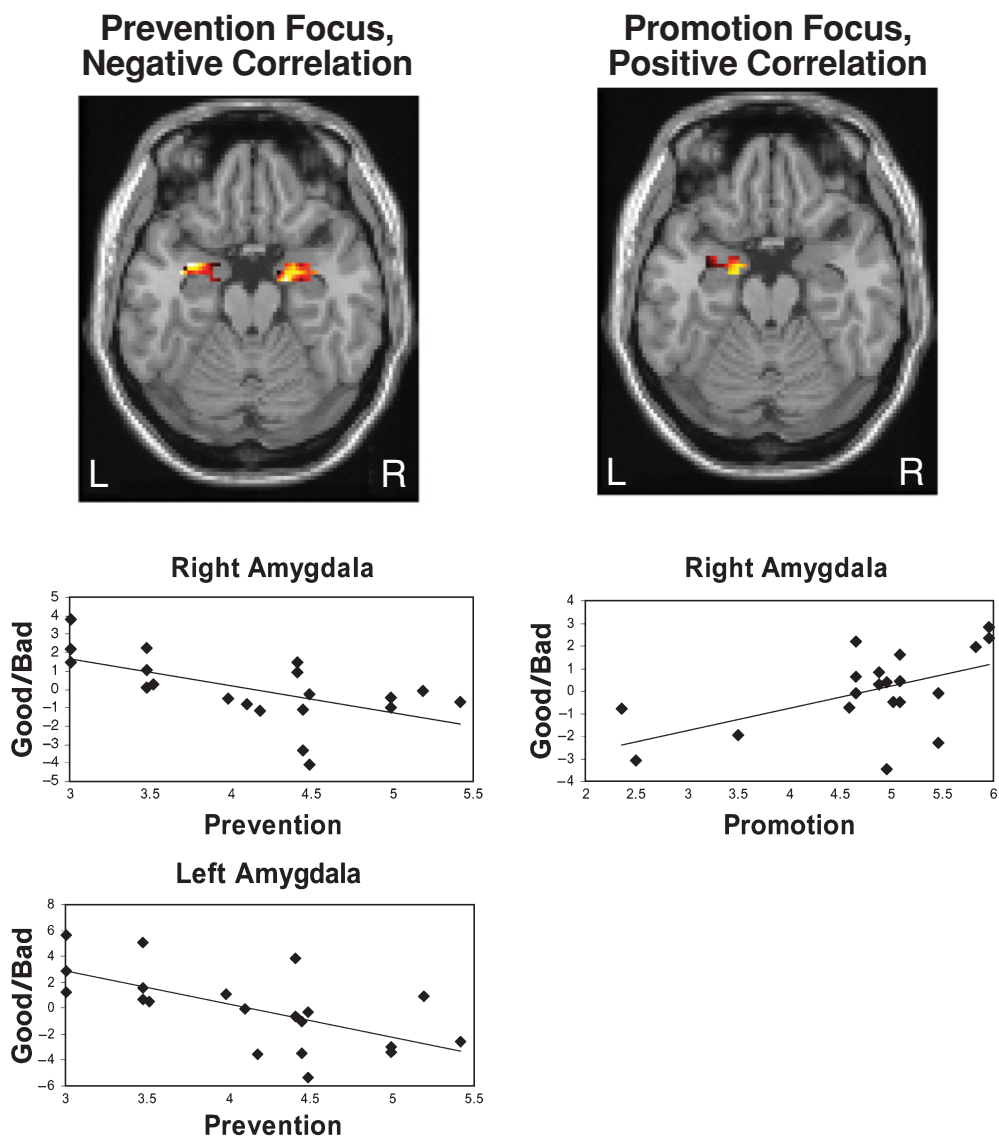 Prevention Focus,
Negative Correlation
Promotion Focus,
Positive Correlation
L R
L R
Right Amygdala
Good/Bad
5
4
3
2
1
0
−1
−2
−3
−4
−5
3 3.5 4 4.5 5 5.5
Prevention
Right Amygdala
Good/Bad
4
3
2
1
0
−1
−2
−3
−4
2 2.5 3 3.5 4 4.5 5 5.5 6
Promotion
Left Amygdala
Good/Bad
8
6
4
2
0
−2
−4
−6
3 3.5 4 4.5 5 5.5
Prevention